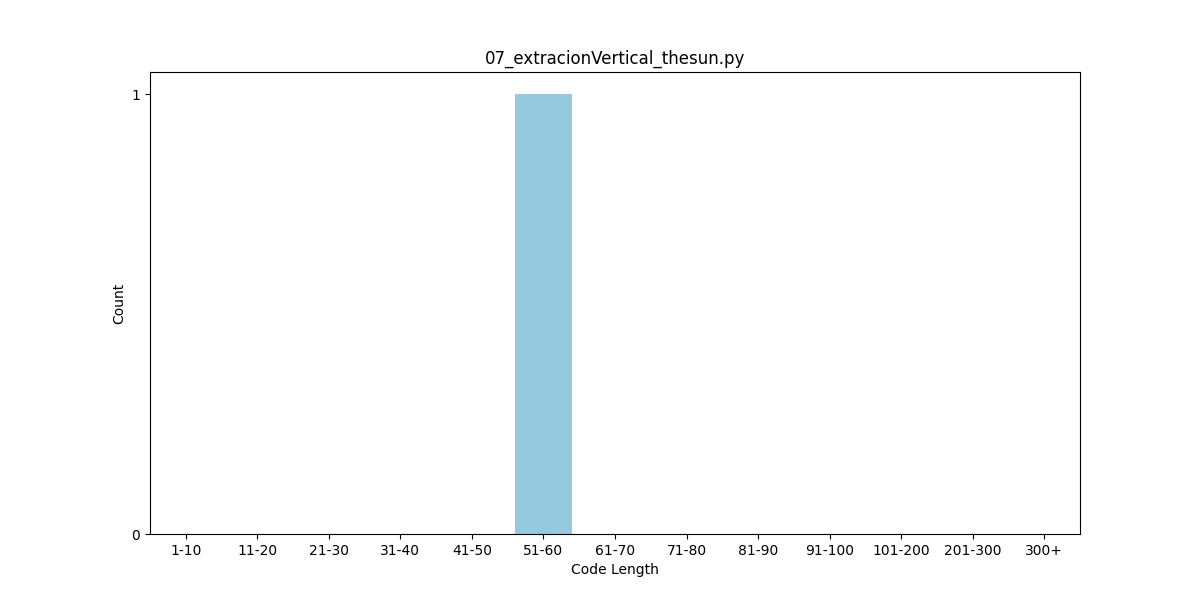 07_extracionVertical_thesun.py
1
Count
0
1-10 11-20 21-30 31-40 41-50 51-60 61-70 71-80 81-90 91-100 101-200 201-300 300+
Code Length